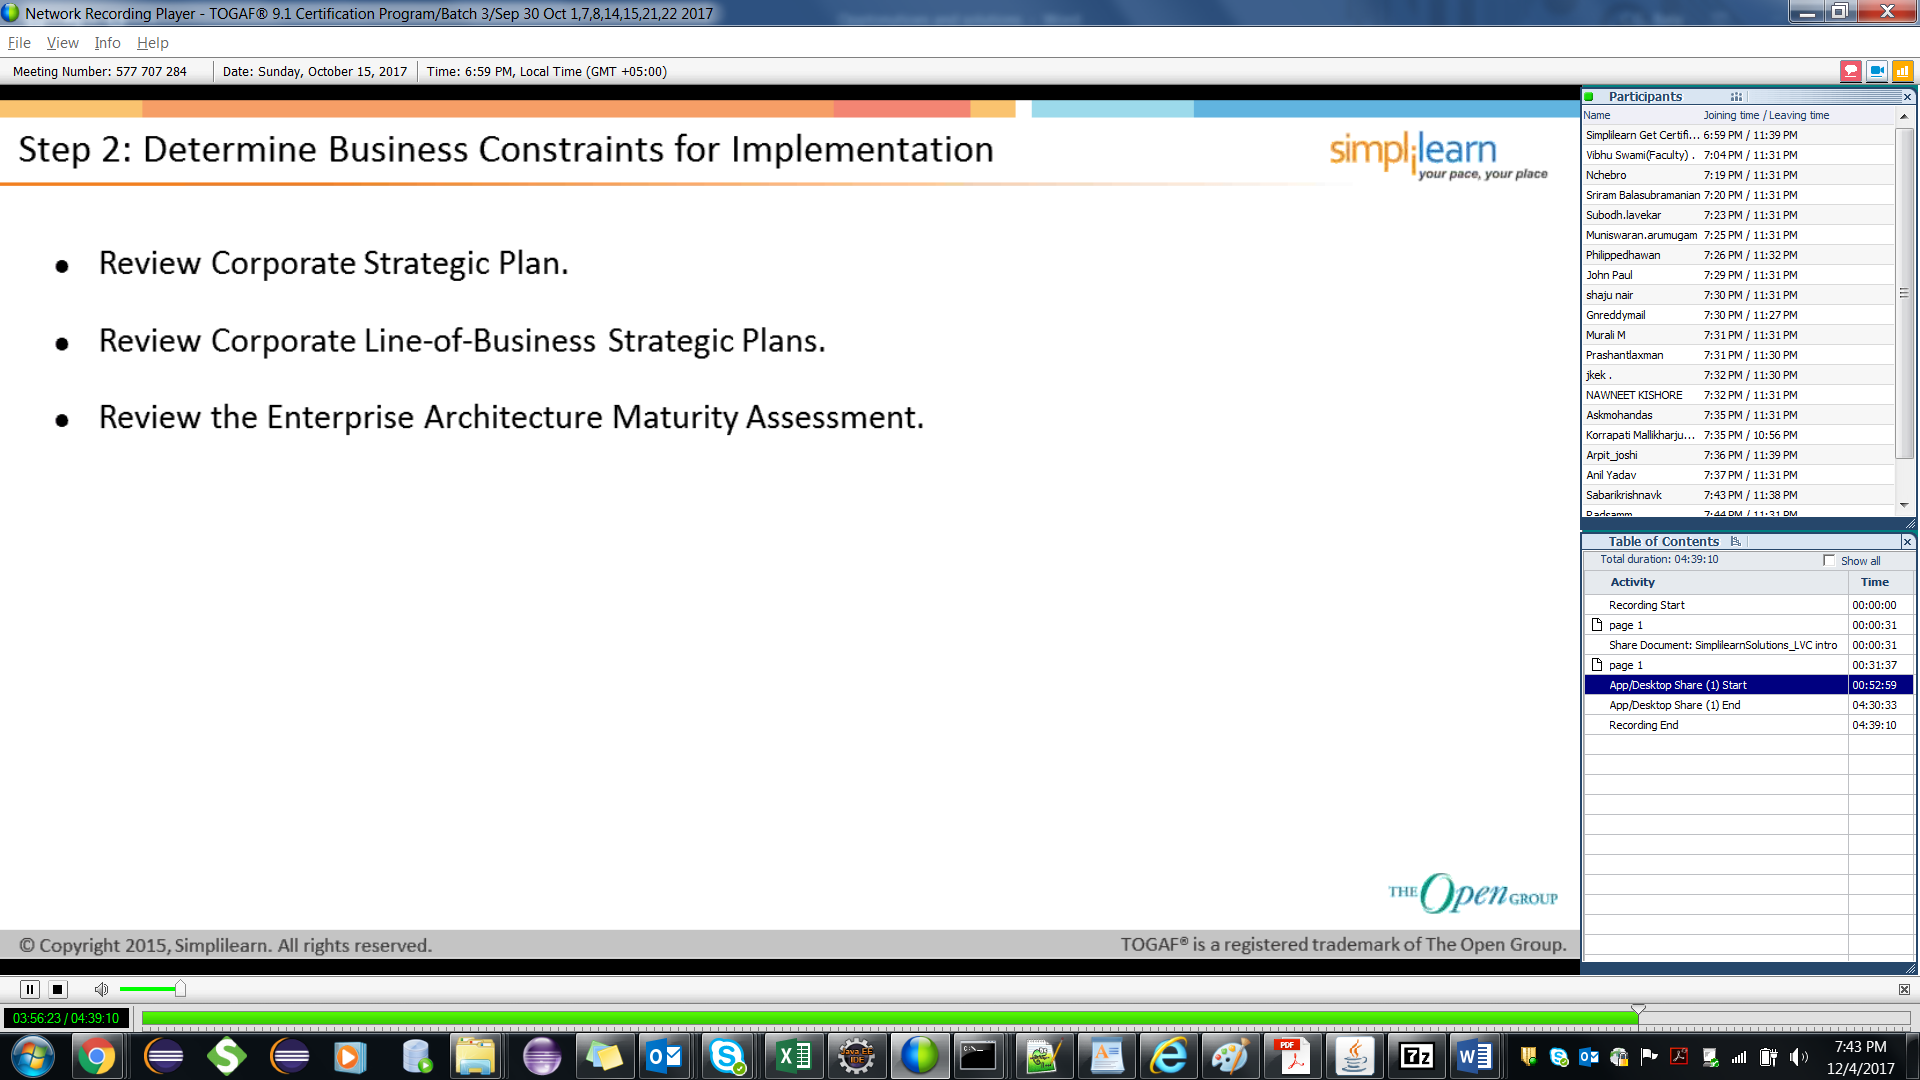 Network Recording Player - TOGAF® 9.1 Certification Program/Batch 3/Sep 30 Oct 1,7,8,14,15,21,22 2017
File View Info Help
Meeting Number: 577 707 284 Date: Sunday, October 15, 2017 Time: 6:59 PM, Local Time (GMT +05:00)
Step 2: Determine Business Constraints for Implementation
simplilearn
your pace, your place
• Review Corporate Strategic Plan.
• Review Corporate Line-of-Business Strategic Plans.
• Review the Enterprise Architecture Maturity Assessment.
THE Open GROUP
© Copyright 2015, Simplilearn. All rights reserved.
TOGAF® is a registered trademark of The Open Group.
Participants
Name Joining time / Leaving time
Simplilearn Get Certifi... 6:59 PM / 11:39 PM
Vibhu Swami(Faculty) . 7:04 PM / 11:31 PM
Nchebro 7:19 PM / 11:31 PM
Sriram Balasubramanian 7:20 PM / 11:31 PM
Subodh.lavekar 7:23 PM / 11:31 PM
Muniswaran.arumugam 7:25 PM / 11:31 PM
Philippedhawan 7:26 PM / 11:32 PM
John Paul 7:29 PM / 11:31 PM
shaju nair 7:30 PM / 11:31 PM
Gnreddymail 7:30 PM / 11:27 PM
Murali M 7:31 PM / 11:31 PM
Prashantlaxman 7:31 PM / 11:30 PM
jkek . 7:32 PM / 11:30 PM
NAWNEET KISHORE 7:32 PM / 11:31 PM
Askmohandas 7:35 PM / 11:31 PM
Korrapati Mallikharju... 7:35 PM / 10:56 PM
Arpit_joshi 7:36 PM / 11:39 PM
Anil Yadav 7:37 PM / 11:31 PM
Sabarikrishnavk 7:43 PM / 11:38 PM
Table of Contents
Total duration: 04:39:10 Show all
Activity Time
Recording Start 00:00:00
page 1 00:00:31
Share Document: SimplilearnSolutions_LVC intro 00:00:31
page 1 00:31:37
App/Desktop Share (1) Start 00:52:59
App/Desktop Share (1) End 04:30:33
Recording End 04:39:10
03:56:23 / 04:39:10
7:43 PM
12/4/2017